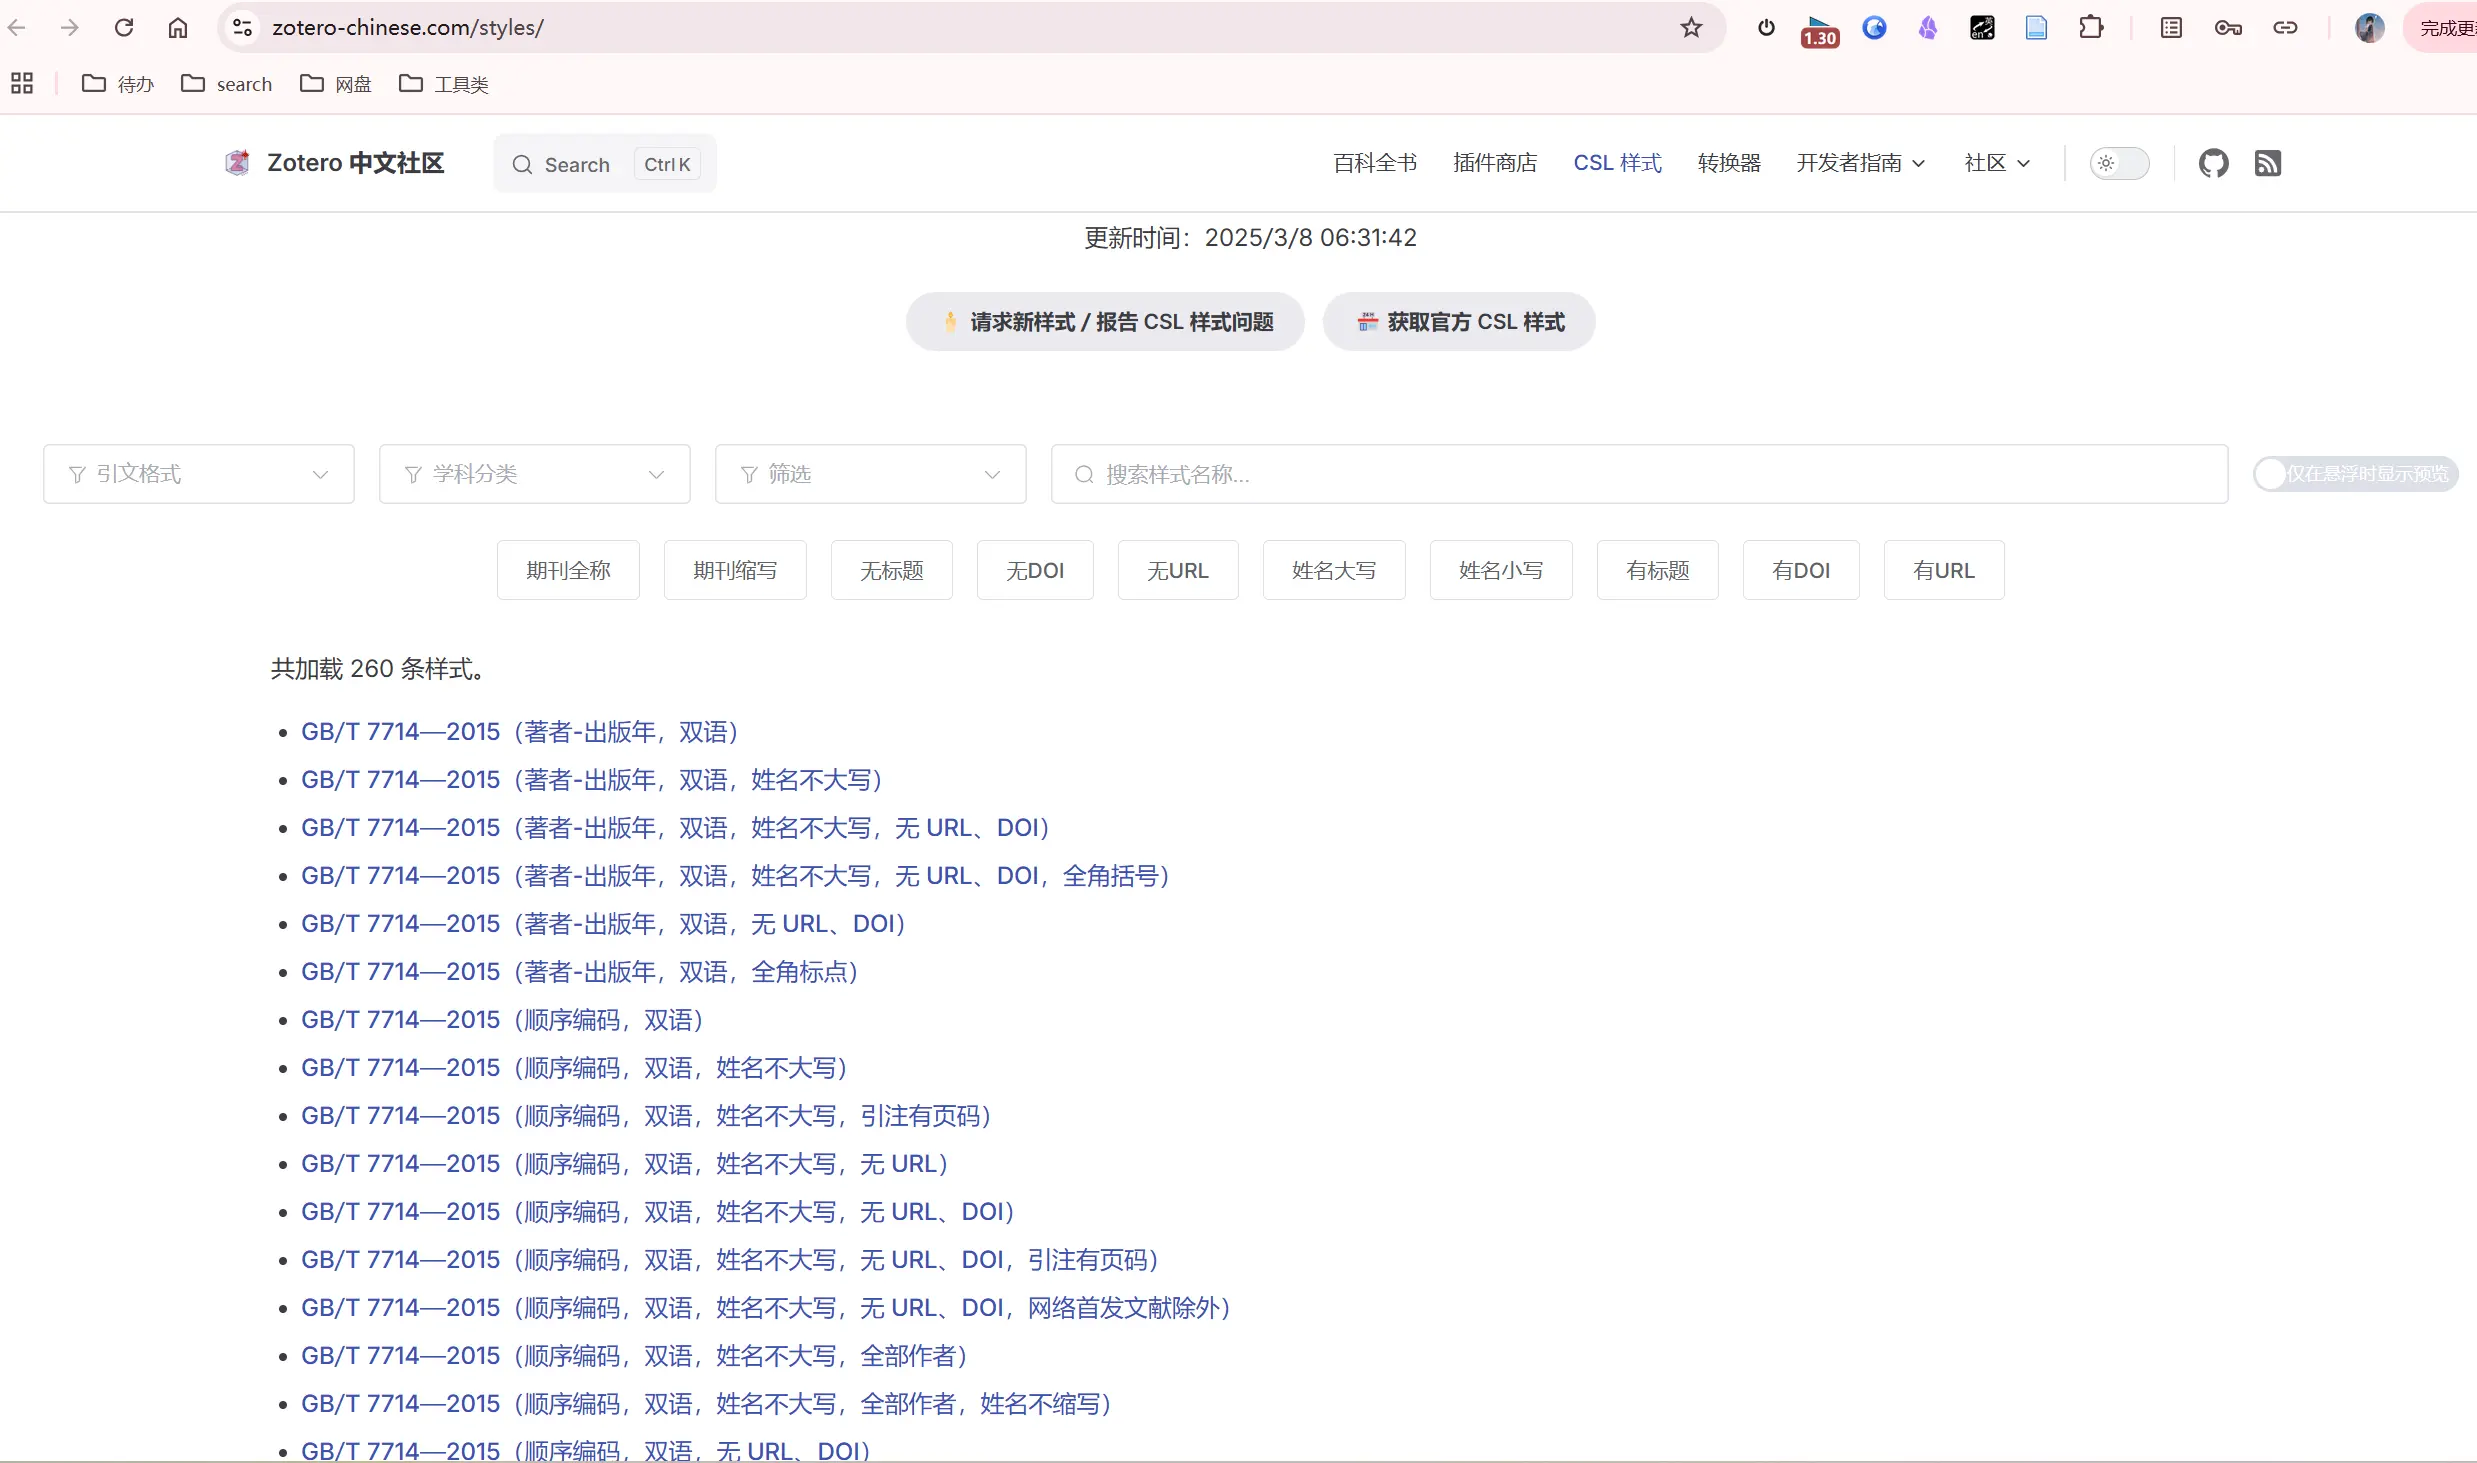 zotero-chinese.com/styles/
1.30
完成更
待办 search 网盘 工具类
Zotero 中文社区 Search Ctrl K 百科全书 插件商店 CSL 样式 转换器 开发者指南 社区
更新时间：2025/3/8 06:31:42
请求新样式 / 报告 CSL 样式问题 获取官方 CSL 样式
引文格式 学科分类 筛选 搜索样式名称... 仅在悬浮时显示预览
期刊全称 期刊缩写 无标题 无DOI 无URL 姓名大写 姓名小写 有标题 有DOI 有URL
共加载 260 条样式。
GB/T 7714—2015（著者-出版年，双语）
GB/T 7714—2015（著者-出版年，双语，姓名不大写）
GB/T 7714—2015（著者-出版年，双语，姓名不大写，无 URL、DOI）
GB/T 7714—2015（著者-出版年，双语，姓名不大写，无 URL、DOI，全角括号）
GB/T 7714—2015（著者-出版年，双语，无 URL、DOI）
GB/T 7714—2015（著者-出版年，双语，全角标点）
GB/T 7714—2015（顺序编码，双语）
GB/T 7714—2015（顺序编码，双语，姓名不大写）
GB/T 7714—2015（顺序编码，双语，姓名不大写，引注有页码）
GB/T 7714—2015（顺序编码，双语，姓名不大写，无 URL）
GB/T 7714—2015（顺序编码，双语，姓名不大写，无 URL、DOI）
GB/T 7714—2015（顺序编码，双语，姓名不大写，无 URL、DOI，引注有页码）
GB/T 7714—2015（顺序编码，双语，姓名不大写，无 URL、DOI，网络首发文献除外）
GB/T 7714—2015（顺序编码，双语，姓名不大写，全部作者）
GB/T 7714—2015（顺序编码，双语，姓名不大写，全部作者，姓名不缩写）
GB/T 7714—2015（顺序编码，双语，无 URL、DOI）